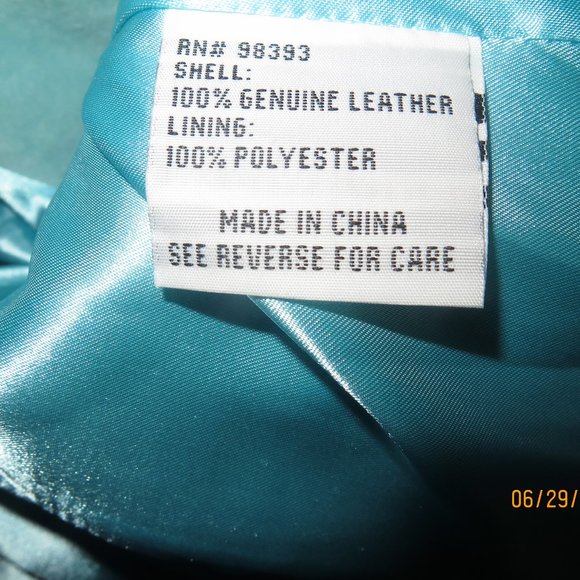 RN# 98393
SHELL:
100% GENUINE LEATHER
LINING:
100% POLYESTER
MADE IN CHINA
SEE REVERSE FOR CARE
06/29/